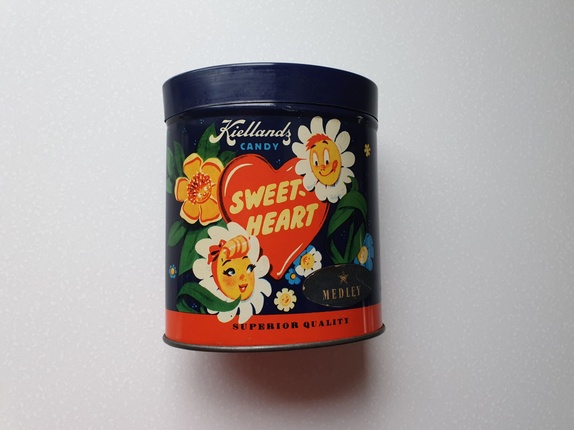 Kiellands
CANDY
SWEET-
HEART
MEDLEY
SUPERIOR QUALITY